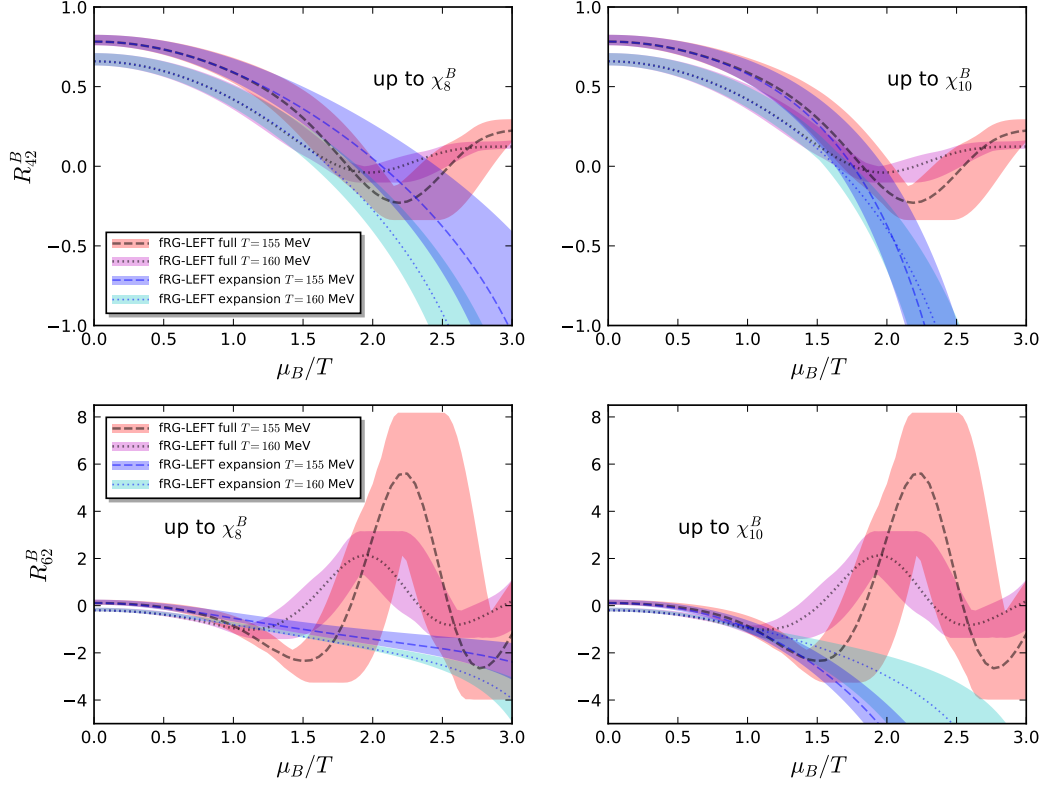 1.0
0.5
0.0
−0.5
−1.0
R₄₂ᴮ
up to χ₈ᴮ
fRG-LEFT full T = 155 MeV
fRG-LEFT full T = 160 MeV
fRG-LEFT expansion T = 155 MeV
fRG-LEFT expansion T = 160 MeV
0.0 0.5 1.0 1.5 2.0 2.5 3.0
μ_B/T
1.0
0.5
0.0
−0.5
−1.0
up to χ₁₀ᴮ
0.0 0.5 1.0 1.5 2.0 2.5 3.0
μ_B/T
8
6
4
2
0
−2
−4
R₆₂ᴮ
fRG-LEFT full T = 155 MeV
fRG-LEFT full T = 160 MeV
fRG-LEFT expansion T = 155 MeV
fRG-LEFT expansion T = 160 MeV
up to χ₈ᴮ
0.0 0.5 1.0 1.5 2.0 2.5 3.0
μ_B/T
8
6
4
2
0
−2
−4
up to χ₁₀ᴮ
0.0 0.5 1.0 1.5 2.0 2.5 3.0
μ_B/T